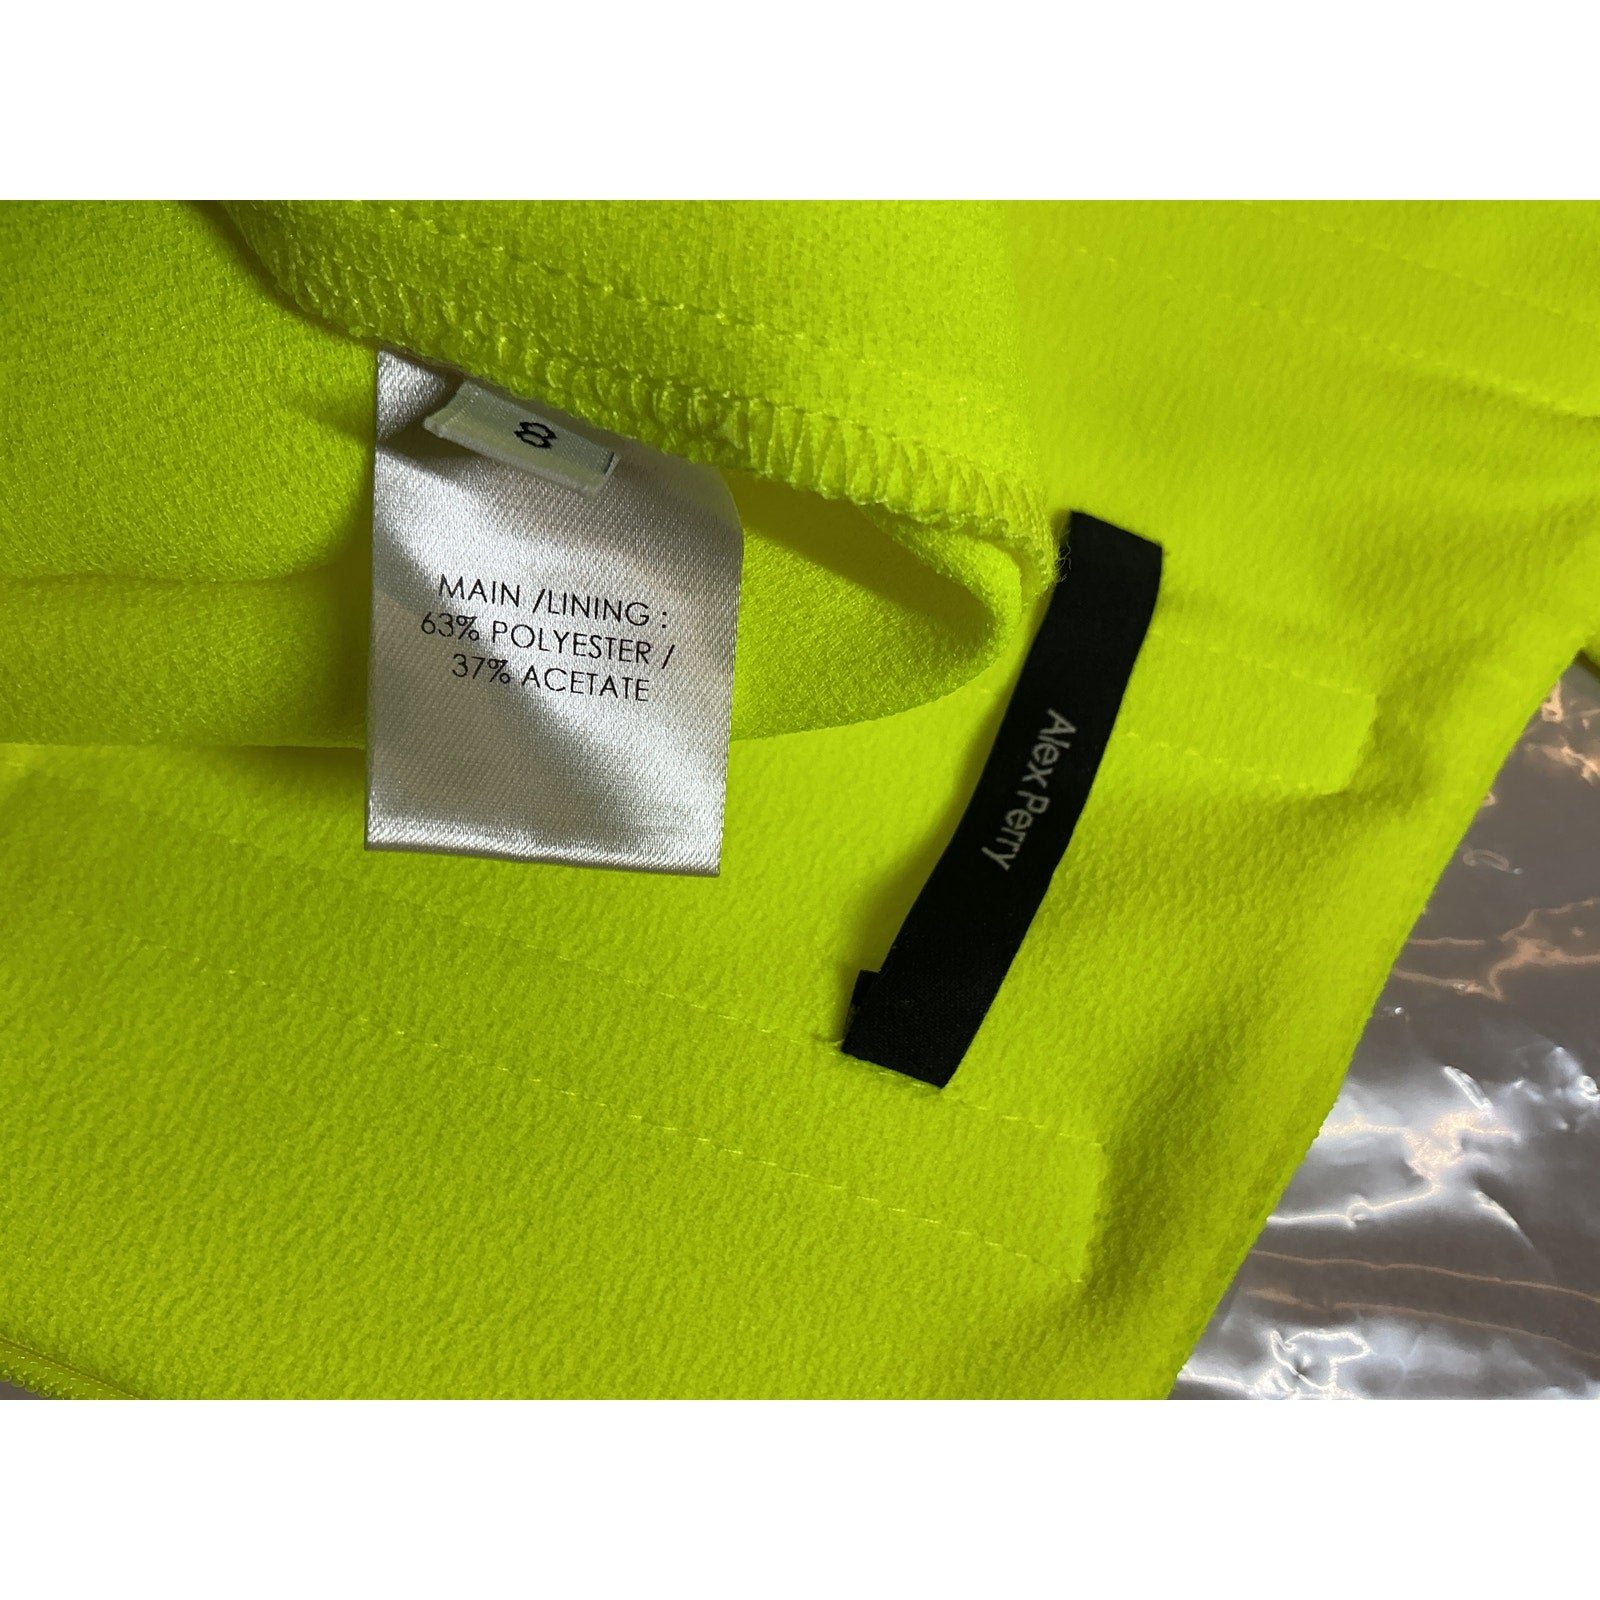 8
MAIN /LINING :
63% POLYESTER /
37% ACETATE
Alex Perry